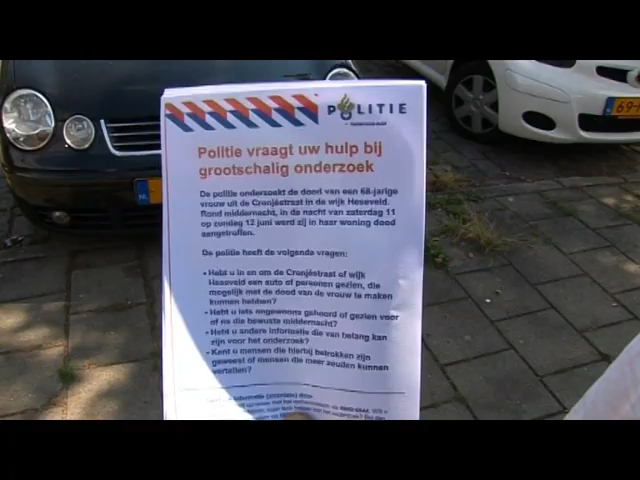 POLITIE
Politie vraagt uw hulp bij
grootschalig onderzoek
De politie onderzoekt de dood van een 68-jarige
vrouw uit de Cronjéstraat in de wijk Heseveld.
Rond middernacht, in de nacht van zaterdag 11
op zondag 12 juni werd zij in haar woning dood
aangetroffen.
De politie heeft de volgende vragen:
• Hebt u in en om de Cronjéstraat of wijk
Heseveld een auto of personen gezien, die
mogelijk met de dood van de vrouw te maken
kunnen hebben?
• Hebt u iets ongewoons gehoord of gezien voor
of na die bewuste middernacht?
• Hebt u andere informatie die van belang kan
zijn voor het onderzoek?
• Kent u mensen die hierbij betrokken zijn
geweest of mensen die meer zouden kunnen
vertellen?
69-
NL